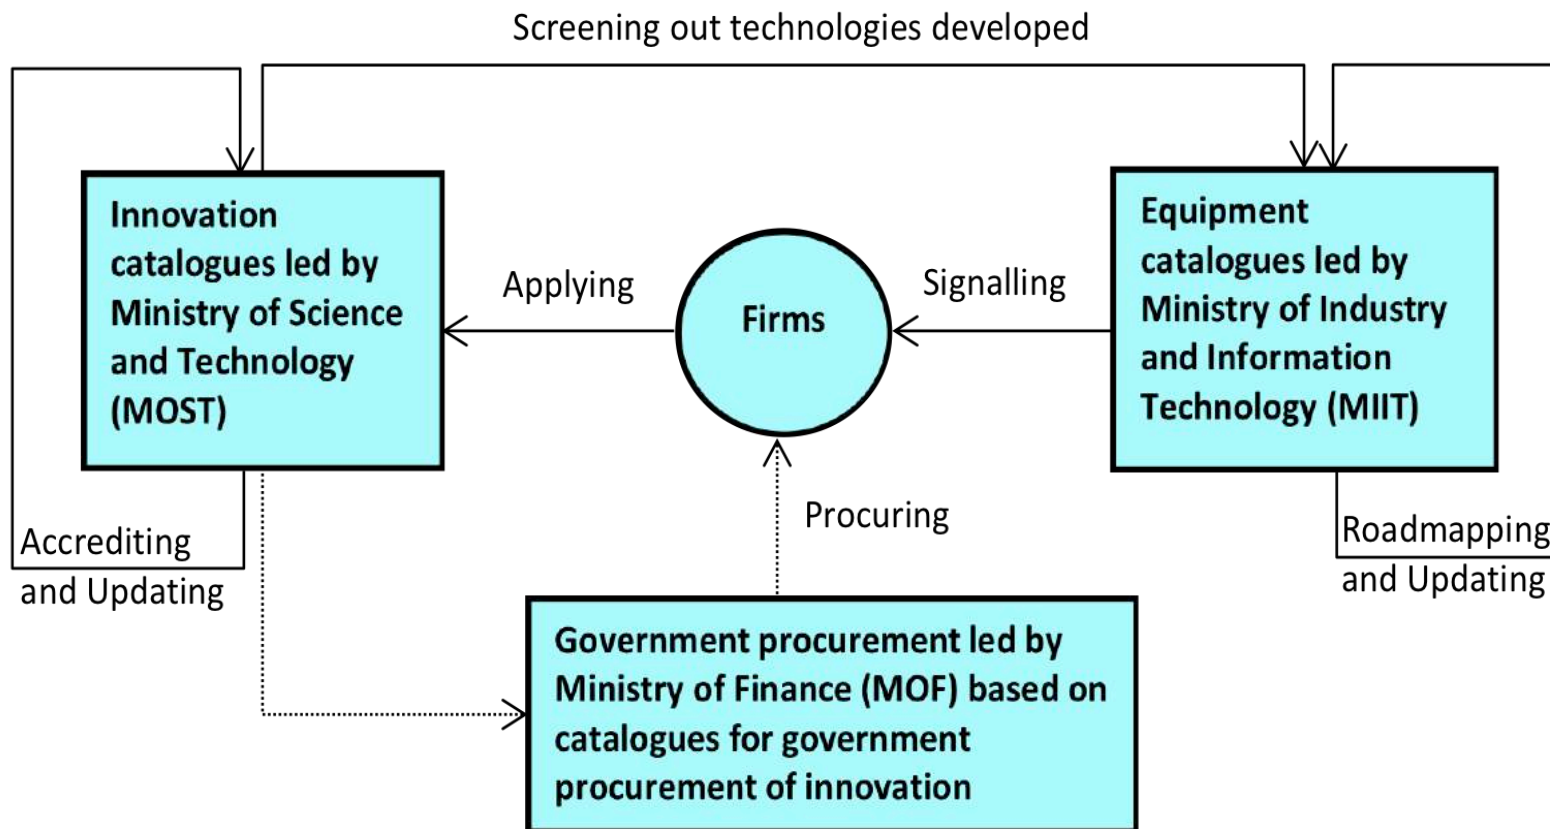 Screening out technologies developed
Innovation
catalogues led by
Ministry of Science
and Technology
(MOST)
Applying
Firms
Signalling
Equipment
catalogues led by
Ministry of Industry
and Information
Technology (MIIT)
Accrediting
and Updating
Procuring
Roadmapping
and Updating
Government procurement led by
Ministry of Finance (MOF) based on
catalogues for government
procurement of innovation